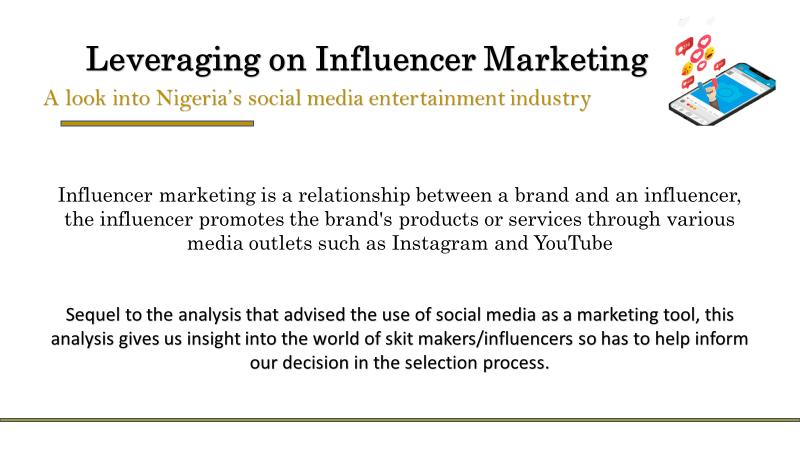 Leveraging on Influencer Marketing
A look into Nigeria's social media entertainment industry
Influencer marketing is a relationship between a brand and an influencer,
the influencer promotes the brand's products or services through various
media outlets such as Instagram and YouTube
Sequel to the analysis that advised the use of social media as a marketing tool, this
analysis gives us insight into the world of skit makers/influencers so has to help inform
our decision in the selection process.